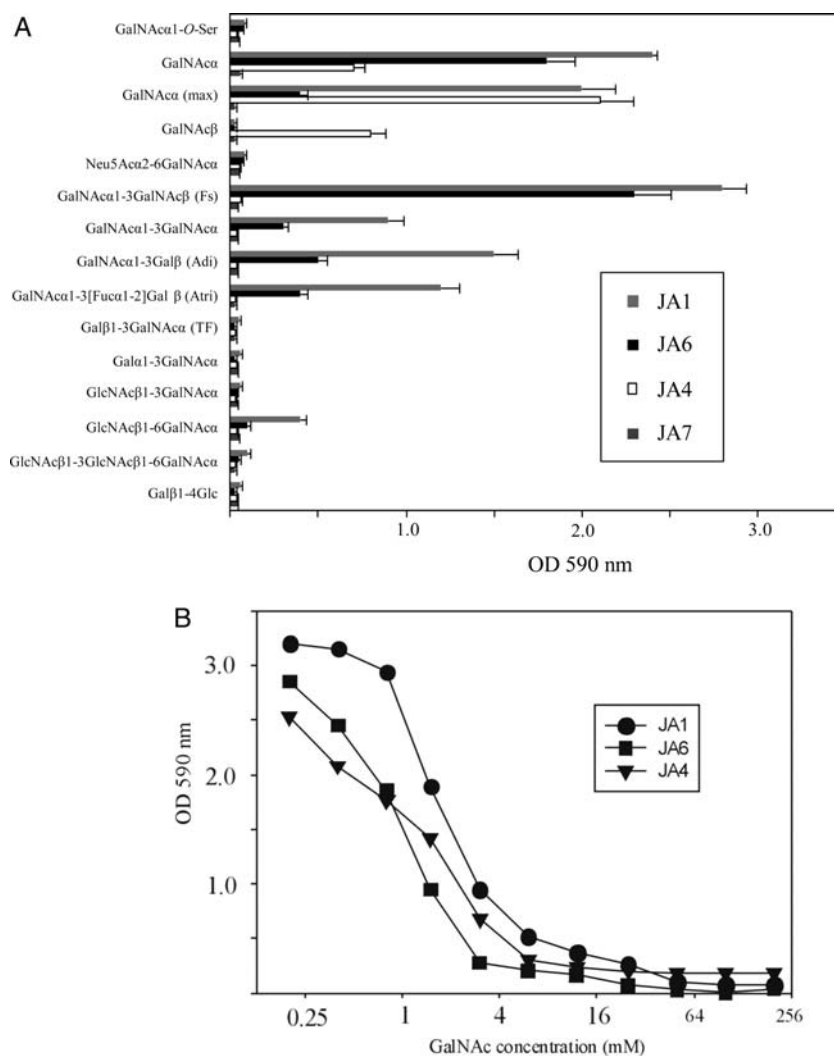 A
GalNAcα1-O-Ser
GalNAcα
GalNAcα (max)
GalNAcβ
Neu5Acα2-6GalNAcα
GalNAcα1-3GalNAcβ (Fs)
GalNAcα1-3GalNAcα
GalNAcα1-3Galβ (Adi)
GalNAcα1-3[Fucα1-2]Gal β (Atri)
Galβ1-3GalNAcα (TF)
Galα1-3GalNAcα
GlcNAcβ1-3GalNAcα
GlcNAcβ1-6GalNAcα
GlcNAcβ1-3GlcNAcβ1-6GalNAcα
Galβ1-4Glc
JA1
JA6
JA4
JA7
1.0 2.0 3.0
OD 590 nm
B
3.0
2.0
1.0
OD 590 nm
JA1
JA6
JA4
0.25 1 4 16 64 256
GalNAc concentration (mM)